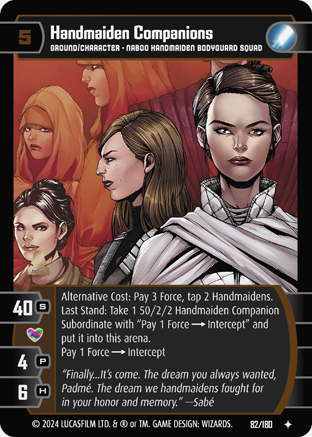 5
Handmaiden Companions
GROUND/CHARACTER - NABOO HANDMAIDEN BODYGUARD SQUAD
40 S
4 P
6 H
Alternative Cost: Pay 3 Force, tap 2 Handmaidens.
Last Stand: Take 1 50/2/2 Handmaiden Companion
Subordinate with “Pay 1 Force → Intercept” and
put it into this arena.
Pay 1 Force → Intercept
“Finally...It's come. The dream you always wanted,
Padmé. The dream we handmaidens fought for
in your honor and memory.” —Sabé
© 2024 LUCASFILM LTD. & ® or TM. GAME DESIGN: WIZARDS.
82/180